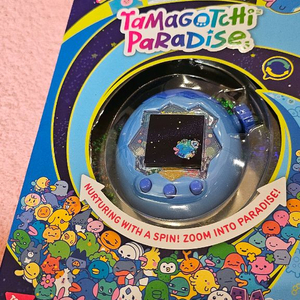 TAMAGOTCHI
PARADISE
NURTURING WITH A SPIN! ZOOM INTO PARADISE!